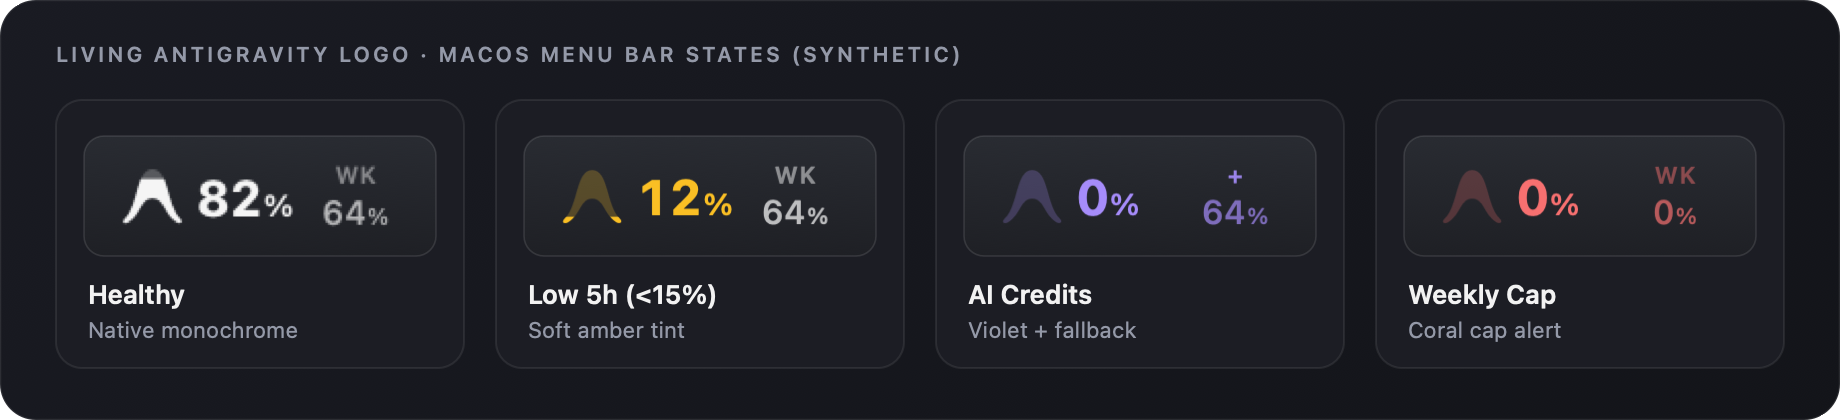 LIVING ANTIGRAVITY LOGO · MACOS MENU BAR STATES (SYNTHETIC)
82%
WK
64%
Healthy
Native monochrome
12%
WK
64%
Low 5h (<15%)
Soft amber tint
0%
+
64%
AI Credits
Violet + fallback
0%
WK
0%
Weekly Cap
Coral cap alert